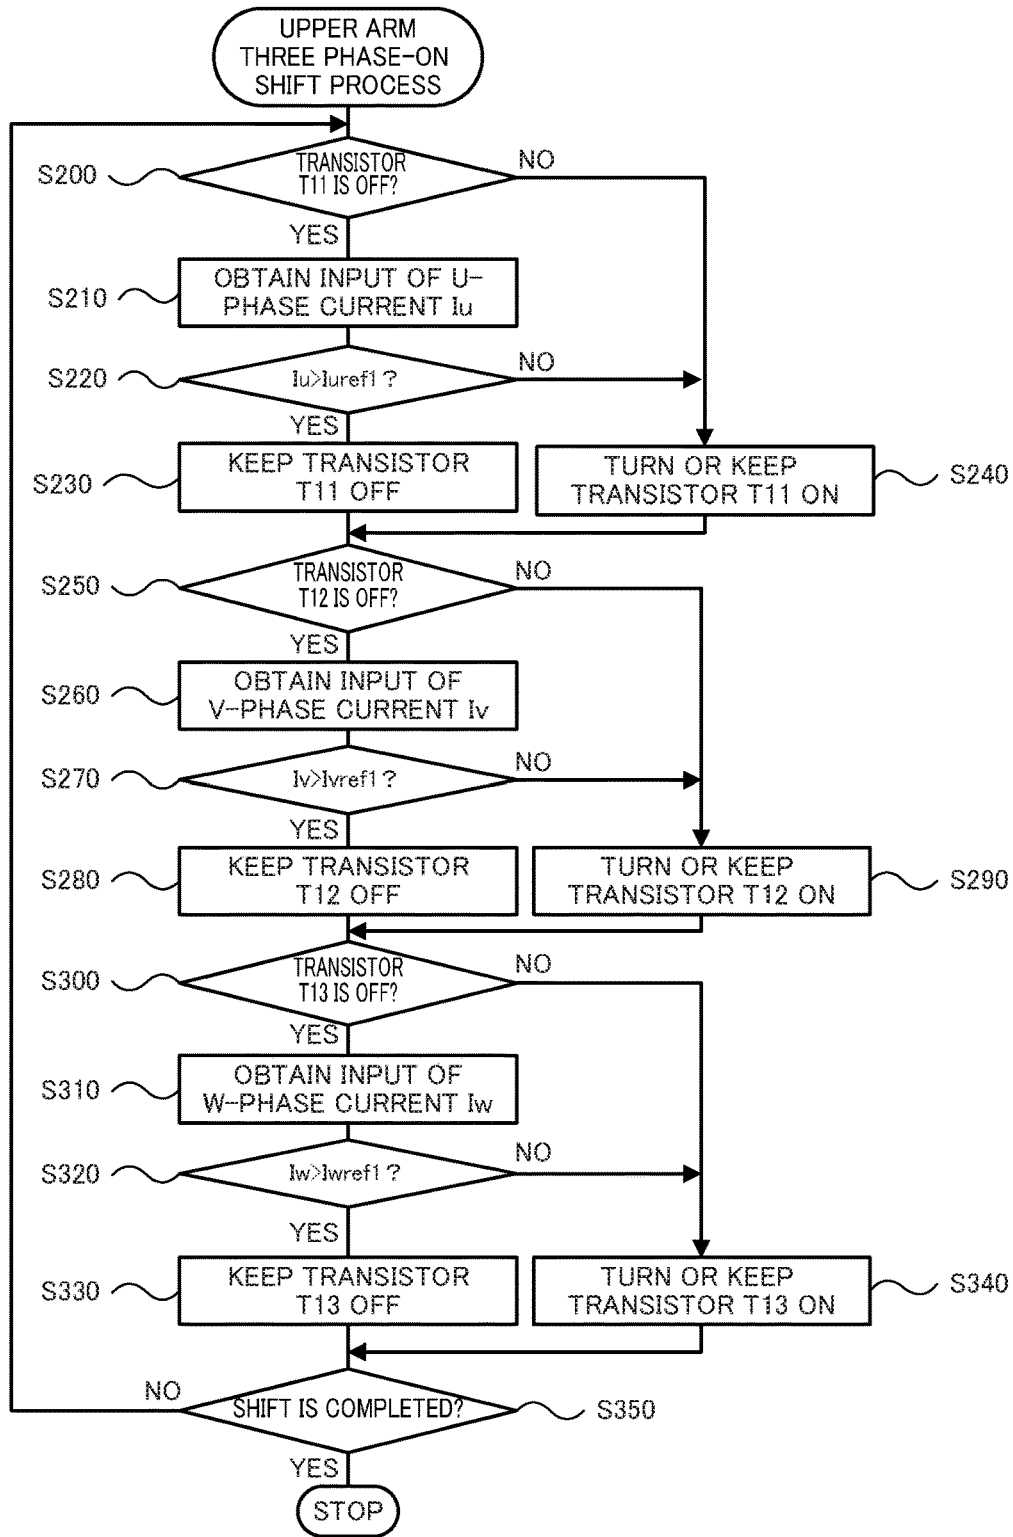 UPPER ARM
THREE PHASE-ON
SHIFT PROCESS
S200
TRANSISTOR
T11 IS OFF?
NO
YES
S210
OBTAIN INPUT OF U-
PHASE CURRENT Iu
S220
Iu>Iuref1?
NO
YES
S230
KEEP TRANSISTOR
T11 OFF
TURN OR KEEP
TRANSISTOR T11 ON
S240
S250
TRANSISTOR
T12 IS OFF?
NO
YES
S260
OBTAIN INPUT OF
V-PHASE CURRENT Iv
S270
Iv>Ivref1?
NO
YES
S280
KEEP TRANSISTOR
T12 OFF
TURN OR KEEP
TRANSISTOR T12 ON
S290
S300
TRANSISTOR
T13 IS OFF?
NO
YES
S310
OBTAIN INPUT OF
W-PHASE CURRENT Iw
S320
Iw>Iwref1?
NO
YES
S330
KEEP TRANSISTOR
T13 OFF
TURN OR KEEP
TRANSISTOR T13 ON
S340
NO
SHIFT IS COMPLETED?
S350
YES
STOP